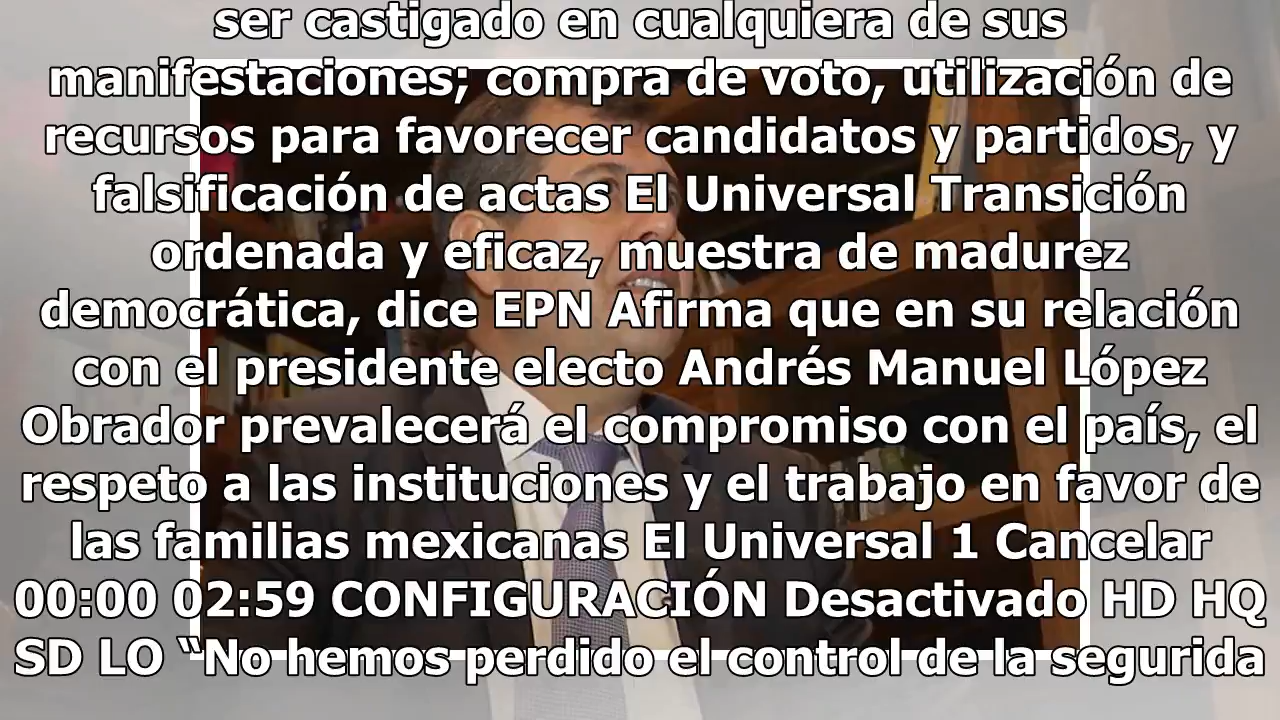 ser castigado en cualquiera de sus
manifestaciones; compra de voto, utilización de
recursos para favorecer candidatos y partidos, y
falsificación de actas El Universal Transición
ordenada y eficaz, muestra de madurez
democrática, dice EPN Afirma que en su relación
con el presidente electo Andrés Manuel López
Obrador prevalecerá el compromiso con el país, el
respeto a las instituciones y el trabajo en favor de
las familias mexicanas El Universal 1 Cancelar
00:00 02:59 CONFIGURACIÓN Desactivado HD HQ
SD LO “No hemos perdido el control de la segurida